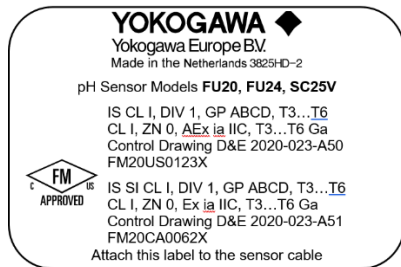 YOKOGAWA
Yokogawa Europe B.V.
Made in the Netherlands 3825HD-2
pH Sensor Models FU20, FU24, SC25V
IS CL I, DIV 1, GP ABCD, T3...T6
CL I, ZN 0, AEx ia IIC, T3...T6 Ga
Control Drawing D&E 2020-023-A50
FM20US0123X
C FM US
APPROVED
IS SI CL I, DIV 1, GP ABCD, T3...T6
CL I, ZN 0, Ex ia IIC, T3...T6 Ga
Control Drawing D&E 2020-023-A51
FM20CA0062X
Attach this label to the sensor cable